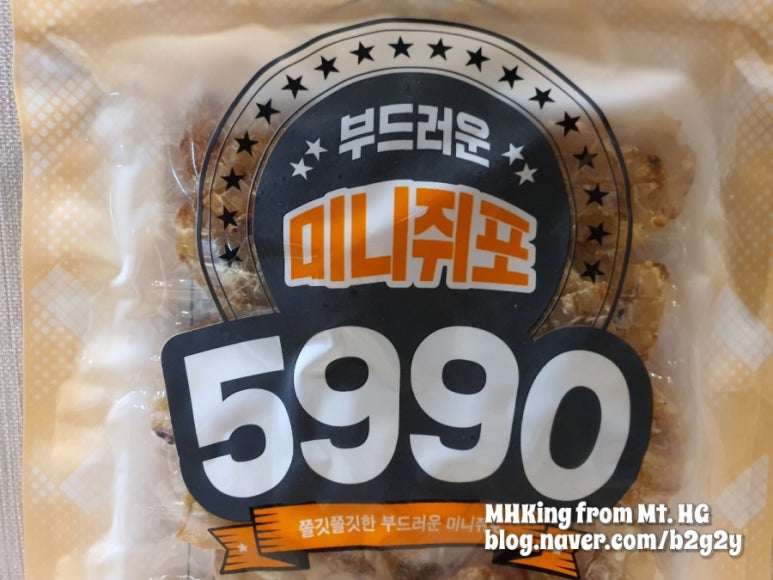 부드러운
미니쥐포
5990
쫄깃쫄깃한 부드러운
MHKing from Mt. HG
blog.naver.com/b2g2y